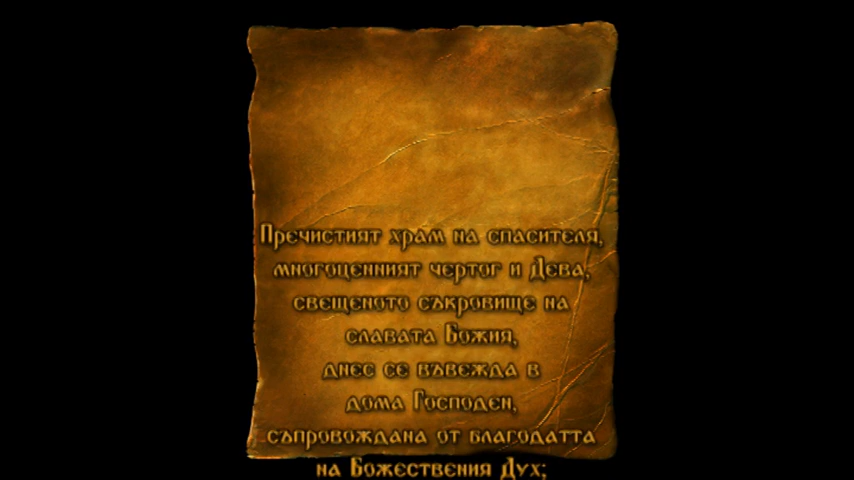 Пречистият храм на спасителя,
многоценният чертог и Дева,
свещеното съкровище на
славата Божия,
днес се въвежда в
дома Господен,
съпровождана от благодатта
на Божествения Дух;